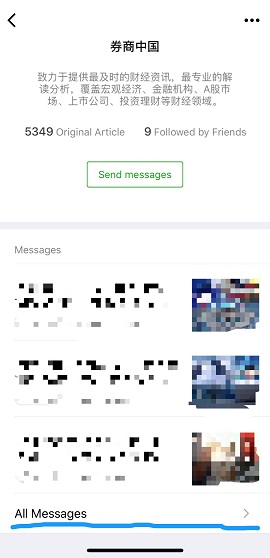 券商中国
致力于提供最及时的财经资讯，最专业的解
读分析，覆盖宏观经济、金融机构、A股市
场、上市公司、投资理财等财经领域。
5349 Original Article 9 Followed by Friends
Send messages
Messages
All Messages